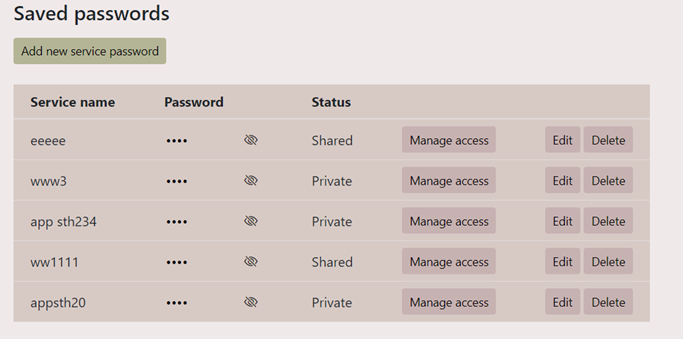 Saved passwords
Add new service password
Service name Password Status
eeeee •••• Shared Manage access Edit Delete
www3 •••• Private Manage access Edit Delete
app sth234 •••• Private Manage access Edit Delete
ww1111 •••• Shared Manage access Edit Delete
appsth20 •••• Private Manage access Edit Delete